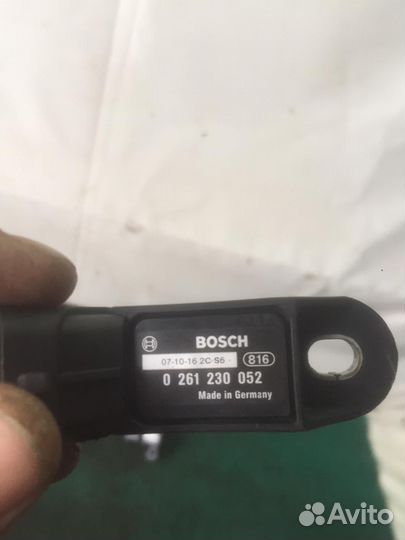 BOSCH
07-10-16 2C-S6 - 816
0 261 230 052
Made in Germany
Avito